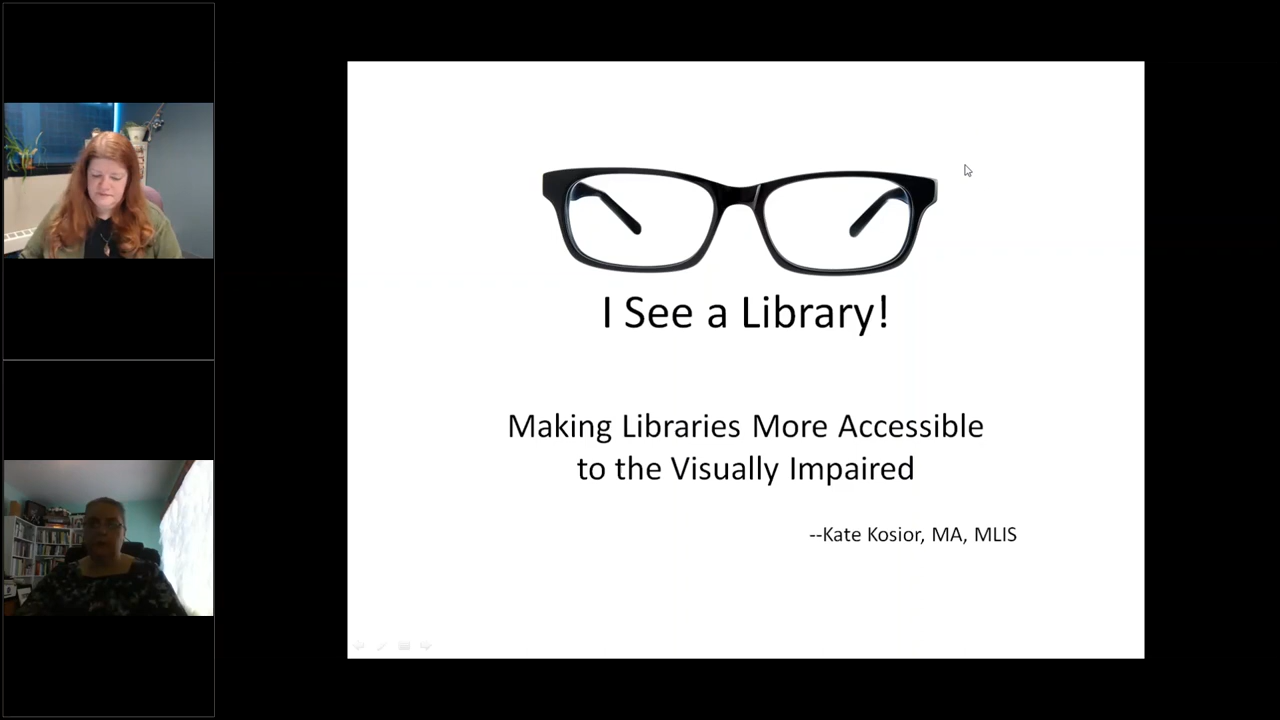 I See a Library!
Making Libraries More Accessible
to the Visually Impaired
--Kate Kosior, MA, MLIS